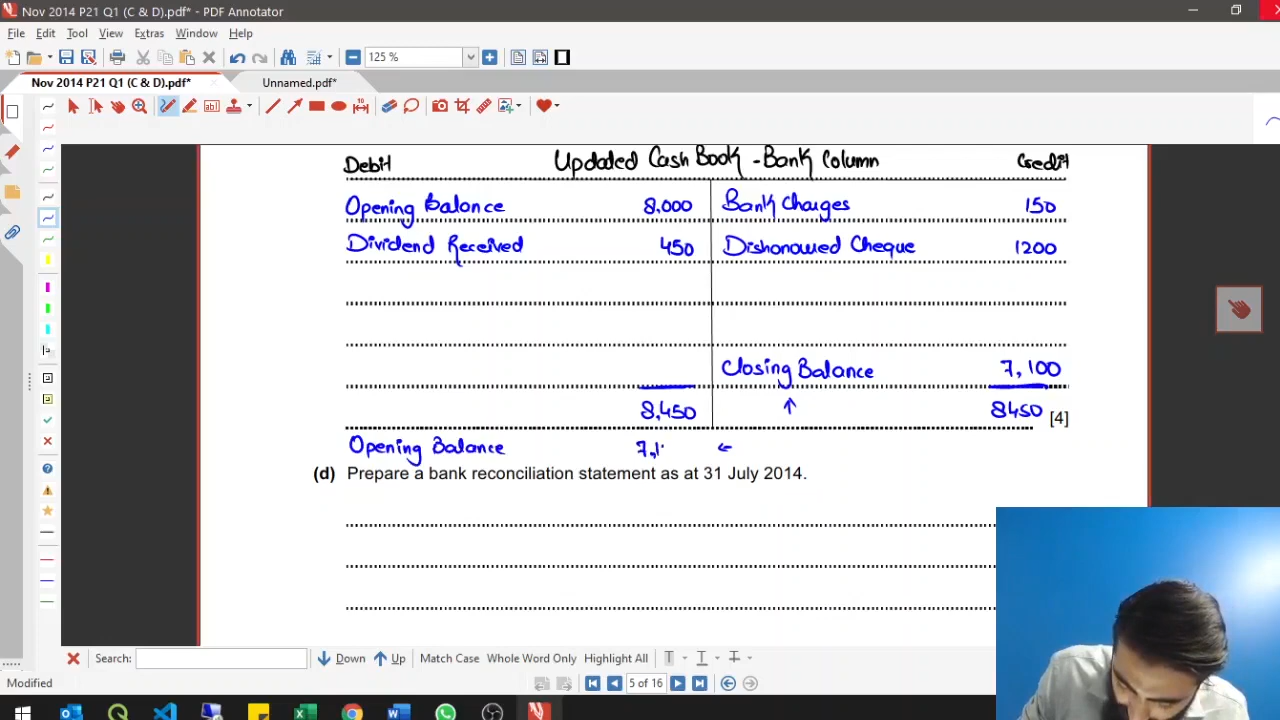 Nov 2014 P21 Q1 (C & D).pdf* - PDF Annotator
File Edit Tool View Extras Window Help
125 %
Nov 2014 P21 Q1 (C & D).pdf* Unnamed.pdf*
Debit Updated Cash Book - Bank Column Credit
Opening Balance 8,000 Bank Charges 150
Dividend Received 450 Dishonoured Cheque 1200
Closing Balance 7,100
8,450 ↑ 8450 [4]
Opening Balance 7,1 ←
(d) Prepare a bank reconciliation statement as at 31 July 2014.
Search: Down Up Match Case Whole Word Only Highlight All
Modified 5 of 16